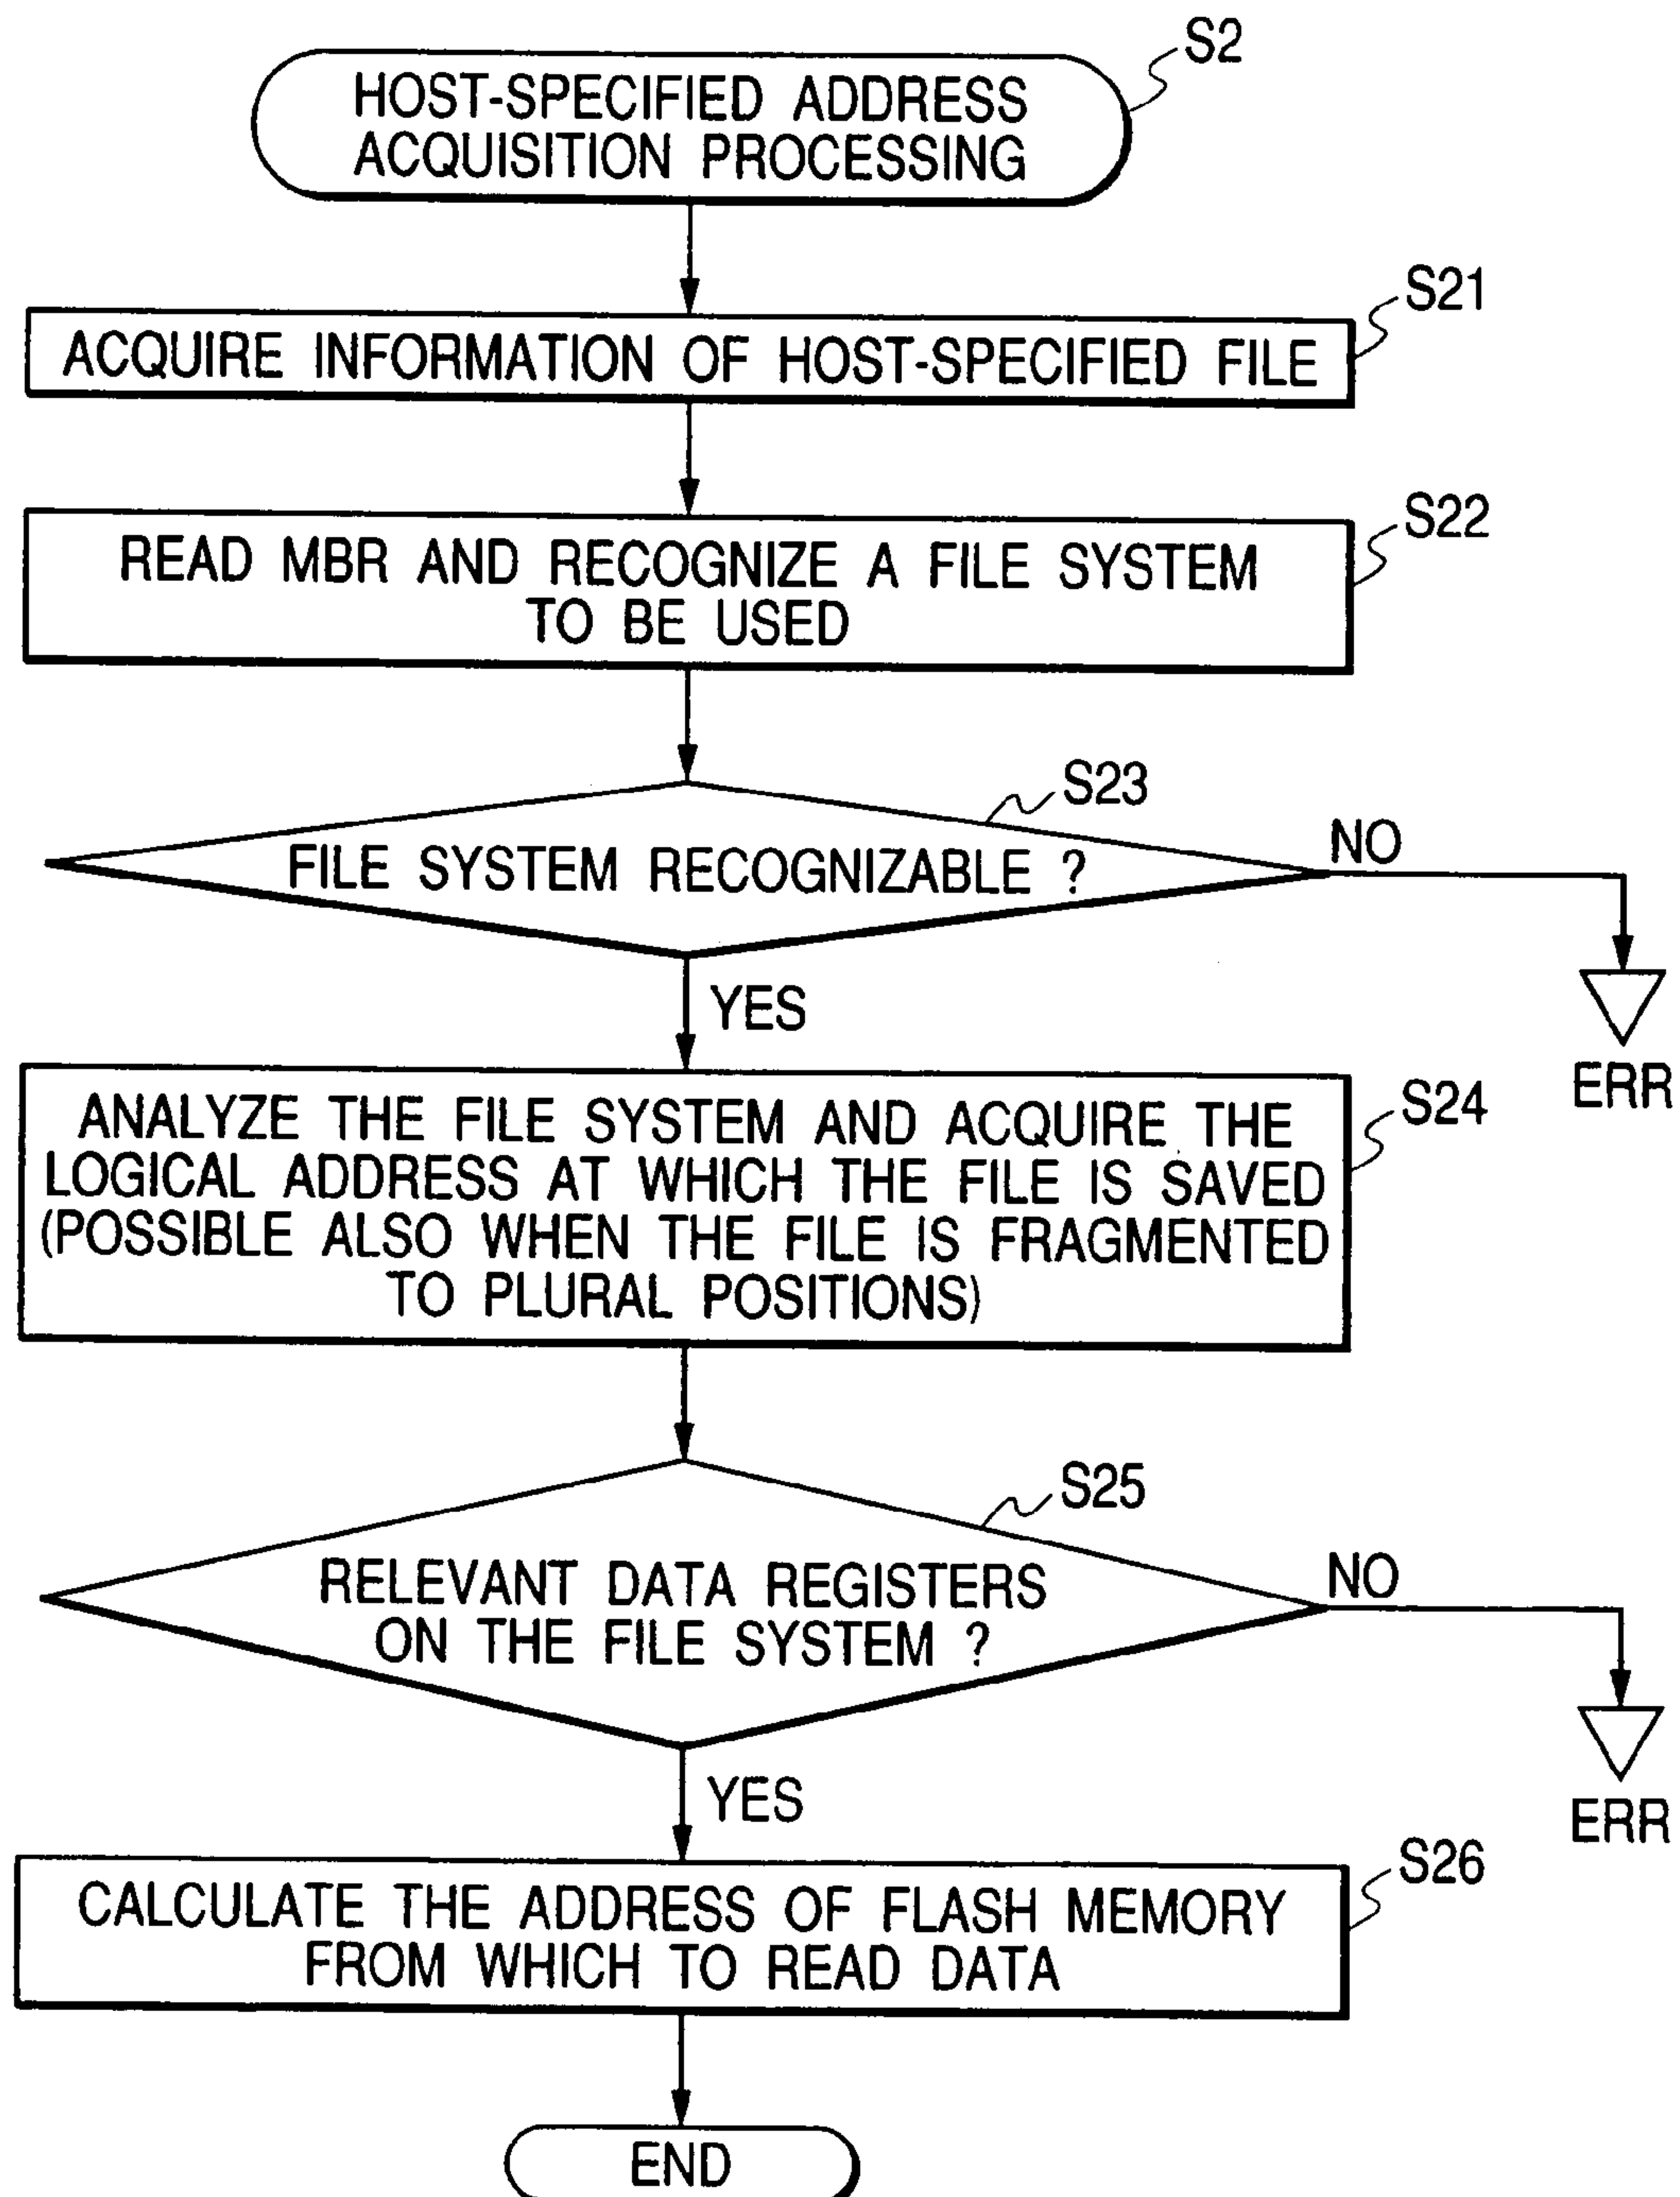 S2
HOST-SPECIFIED ADDRESS
ACQUISITION PROCESSING
S21
ACQUIRE INFORMATION OF HOST-SPECIFIED FILE
S22
READ MBR AND RECOGNIZE A FILE SYSTEM
TO BE USED
S23
FILE SYSTEM RECOGNIZABLE ?
NO
YES
ERR
S24
ANALYZE THE FILE SYSTEM AND ACQUIRE THE
LOGICAL ADDRESS AT WHICH THE FILE IS SAVED
(POSSIBLE ALSO WHEN THE FILE IS FRAGMENTED
TO PLURAL POSITIONS)
S25
RELEVANT DATA REGISTERS
ON THE FILE SYSTEM ?
NO
YES
ERR
S26
CALCULATE THE ADDRESS OF FLASH MEMORY
FROM WHICH TO READ DATA
END